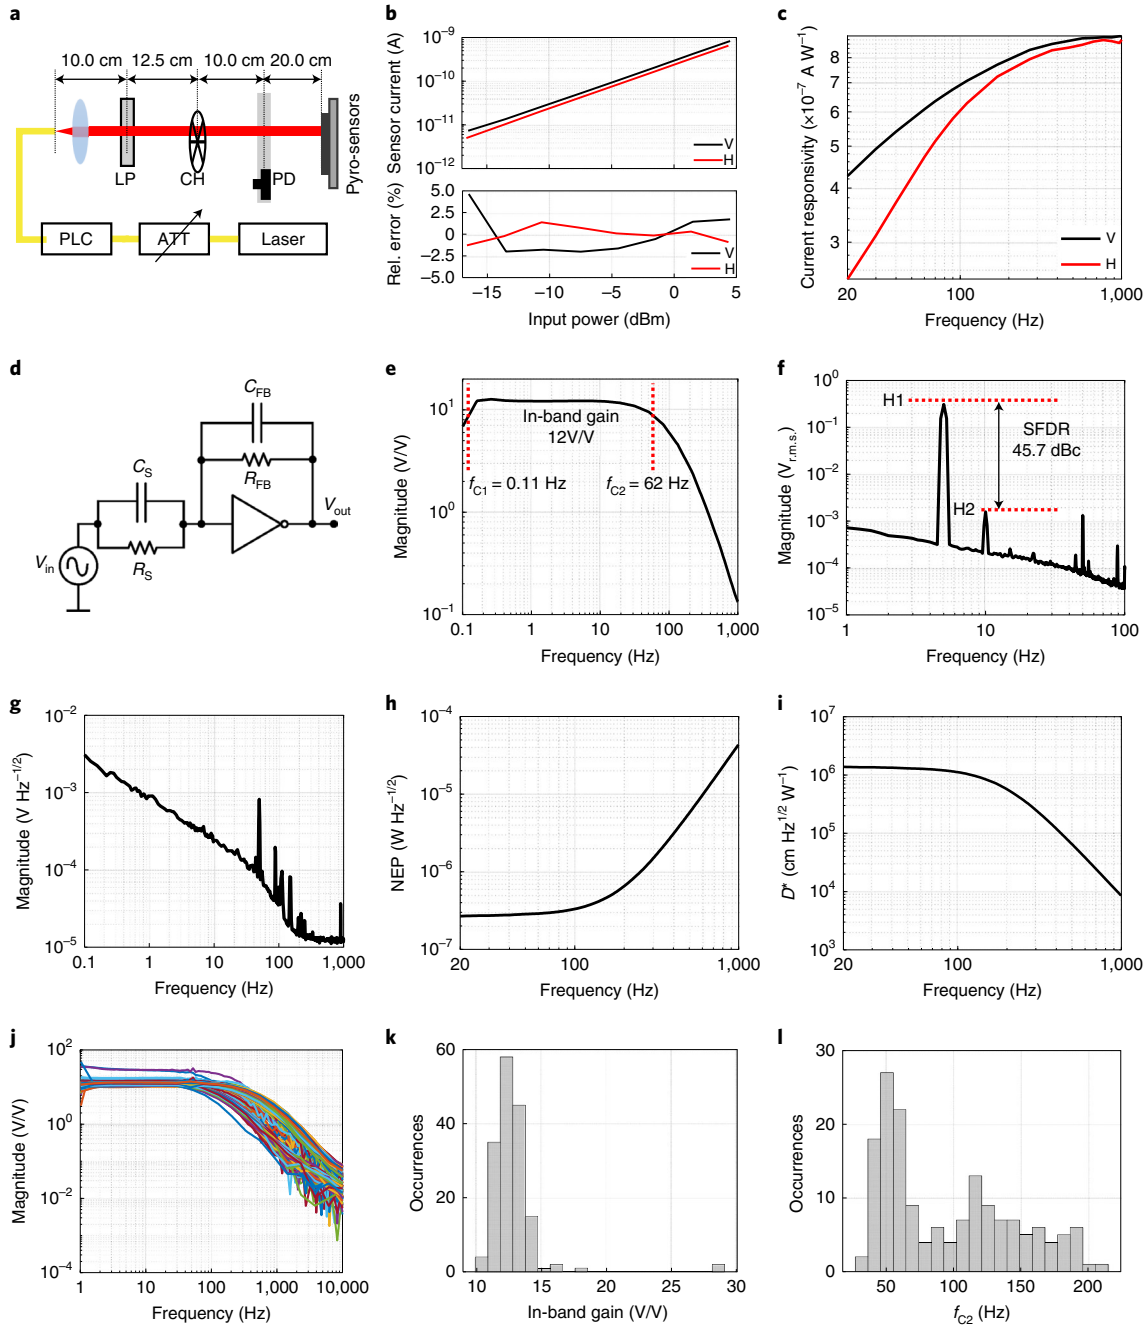 a
10.0 cm
12.5 cm
10.0 cm
20.0 cm
LP
CH
PD
Pyro-sensors
PLC
ATT
Laser
b
Sensor current (A)
10⁻⁹
10⁻¹⁰
10⁻¹¹
10⁻¹²
V
H
Rel. error (%)
5.0
2.5
0
−2.5
−5.0
V
H
−15
−10
−5
0
5
Input power (dBm)
c
Current responsivity (×10⁻⁷ A W⁻¹)
8
7
6
5
4
3
V
H
20
100
1,000
Frequency (Hz)
d
C_FB
R_FB
C_S
R_S
V_in
V_out
e
Magnitude (V/V)
10¹
10⁰
10⁻¹
In-band gain
12V/V
f_C1 = 0.11 Hz
f_C2 = 62 Hz
0.1
1
10
100
1,000
Frequency (Hz)
f
Magnitude (V_r.m.s.)
10⁰
10⁻¹
10⁻²
10⁻³
10⁻⁴
10⁻⁵
H1
SFDR
45.7 dBc
H2
1
10
100
Frequency (Hz)
g
Magnitude (V Hz⁻¹ᐟ²)
10⁻²
10⁻³
10⁻⁴
10⁻⁵
0.1
1
10
100
1,000
Frequency (Hz)
h
NEP (W Hz⁻¹ᐟ²)
10⁻⁴
10⁻⁵
10⁻⁶
10⁻⁷
20
100
1,000
Frequency (Hz)
i
D* (cm Hz¹ᐟ² W⁻¹)
10⁷
10⁶
10⁵
10⁴
10³
20
100
1,000
Frequency (Hz)
j
Magnitude (V/V)
10²
10⁰
10⁻²
10⁻⁴
1
10
100
1,000
10,000
Frequency (Hz)
k
Occurrences
60
40
20
0
10
15
20
25
30
In-band gain (V/V)
l
Occurrences
30
20
10
0
50
100
150
200
f_C2 (Hz)